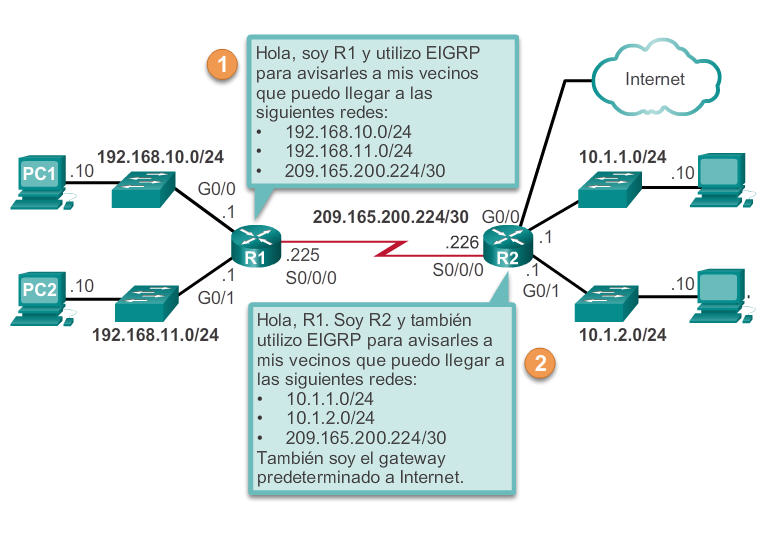 1
Hola, soy R1 y utilizo EIGRP
para avisarles a mis vecinos
que puedo llegar a las
siguientes redes:
• 192.168.10.0/24
• 192.168.11.0/24
• 209.165.200.224/30
Internet
192.168.10.0/24
10.1.1.0/24
PC1
.10
G0/0
.1
209.165.200.224/30
G0/0
.10
R1
.225
S0/0/0
.226
S0/0/0
R2
.1
PC2
.10
.1
G0/1
192.168.11.0/24
.1
G0/1
.10
10.1.2.0/24
Hola, R1. Soy R2 y también
utilizo EIGRP para avisarles a
mis vecinos que puedo llegar a
las siguientes redes:
• 10.1.1.0/24
• 10.1.2.0/24
• 209.165.200.224/30
También soy el gateway
predeterminado a Internet.
2